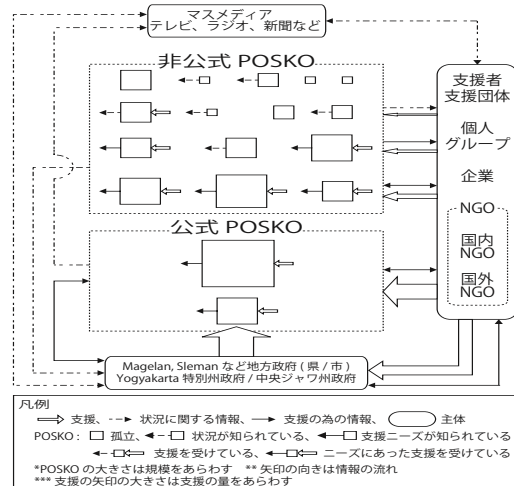 マスメディア
テレビ、ラジオ、新聞など
非公式 POSKO
支援者
支援団体
個人
グループ
企業
NGO
国内
NGO
国外
NGO
公式 POSKO
Magelan, Sleman など地方政府 ( 県 / 市 )
Yogyakarta 特別州政府 / 中央ジャワ州政府
凡例
支援、 状況に関する情報、 支援の為の情報、 主体
POSKO : 孤立、 状況が知られている、 支援ニーズが知られている
支援を受けている、 ニーズにあった支援を受けている
*POSKO の大きさは規模をあらわす ** 矢印の向きは情報の流れ
*** 支援の矢印の大きさは支援の量をあらわす